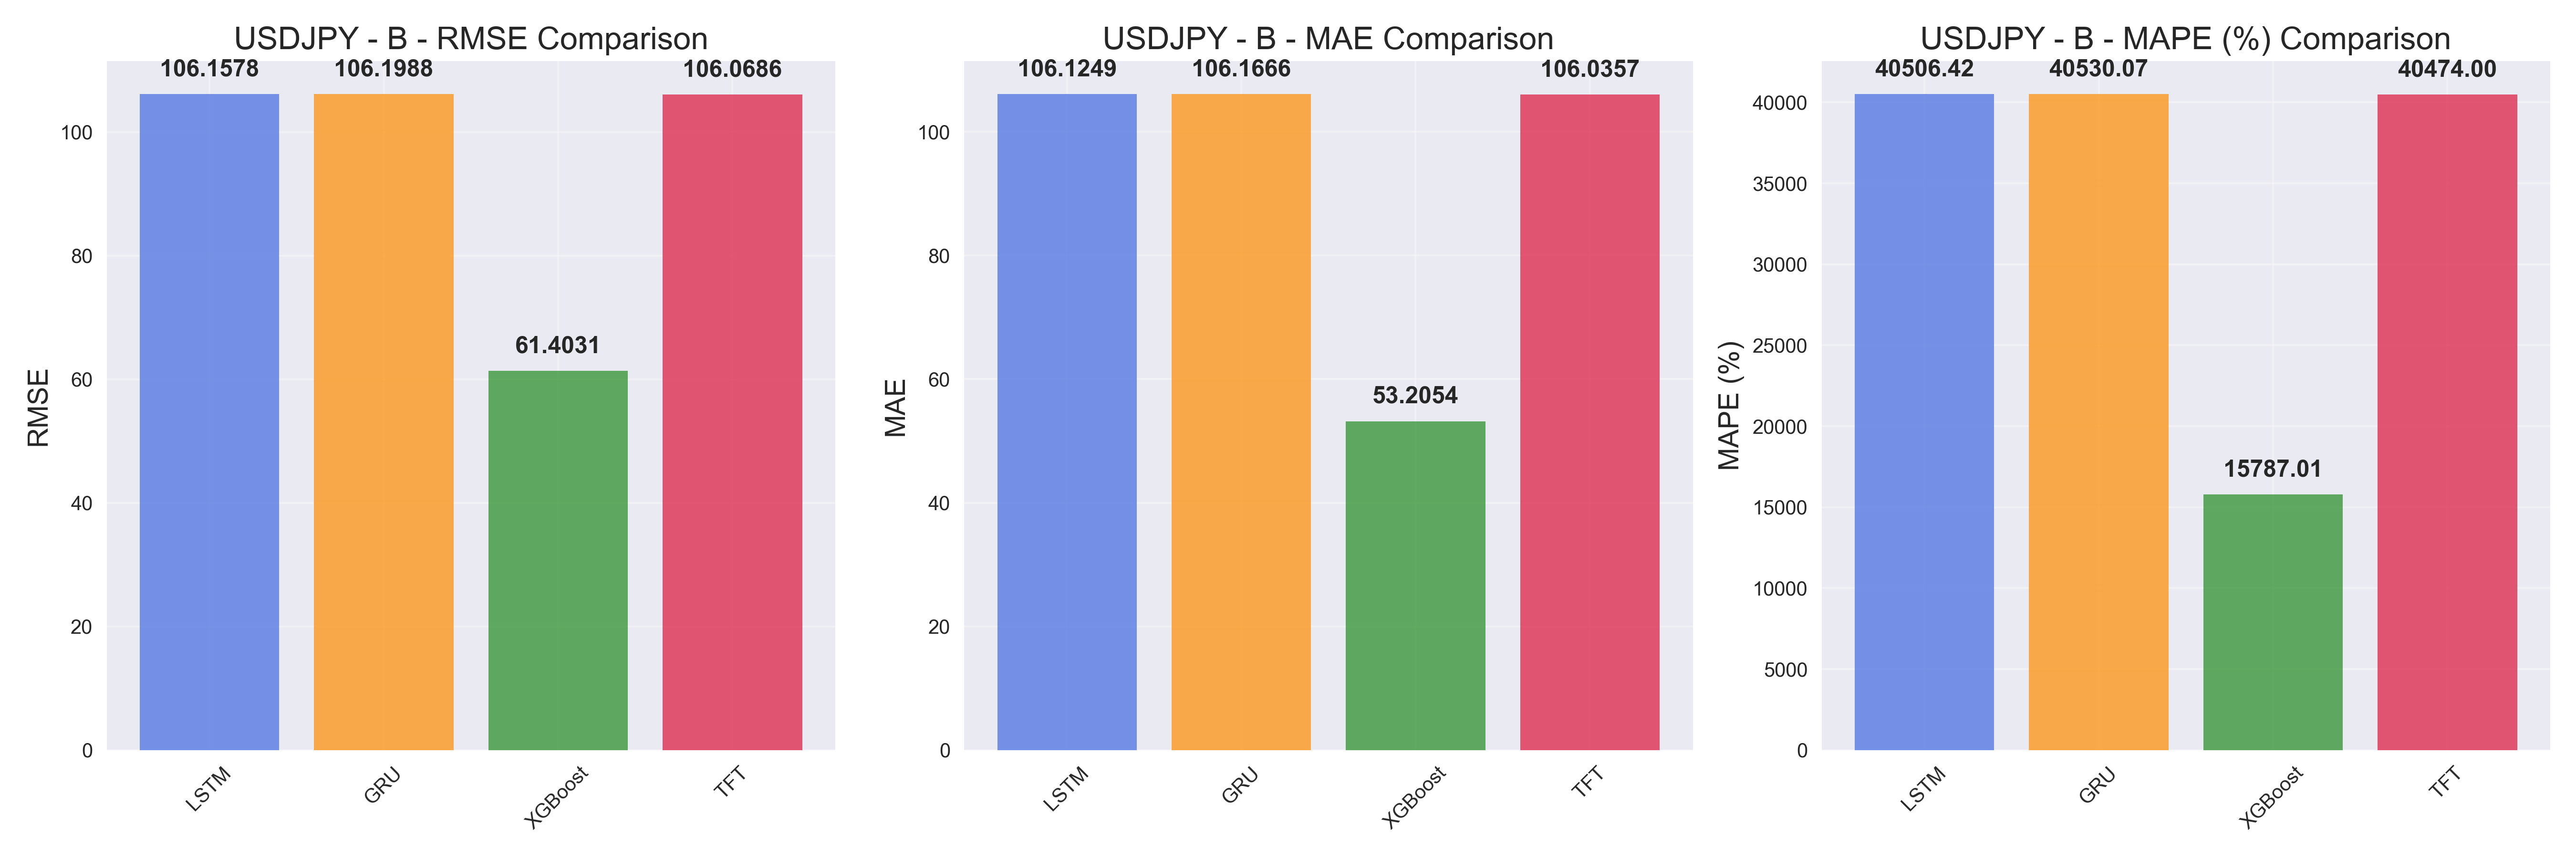 USDJPY - B - RMSE Comparison
106.1578
106.1988
61.4031
106.0686
RMSE
100
80
60
40
20
0
LSTM
GRU
XGBoost
TFT
USDJPY - B - MAE Comparison
106.1249
106.1666
53.2054
106.0357
MAE
100
80
60
40
20
0
LSTM
GRU
XGBoost
TFT
USDJPY - B - MAPE (%) Comparison
40506.42
40530.07
15787.01
40474.00
MAPE (%)
40000
35000
30000
25000
20000
15000
10000
5000
0
LSTM
GRU
XGBoost
TFT